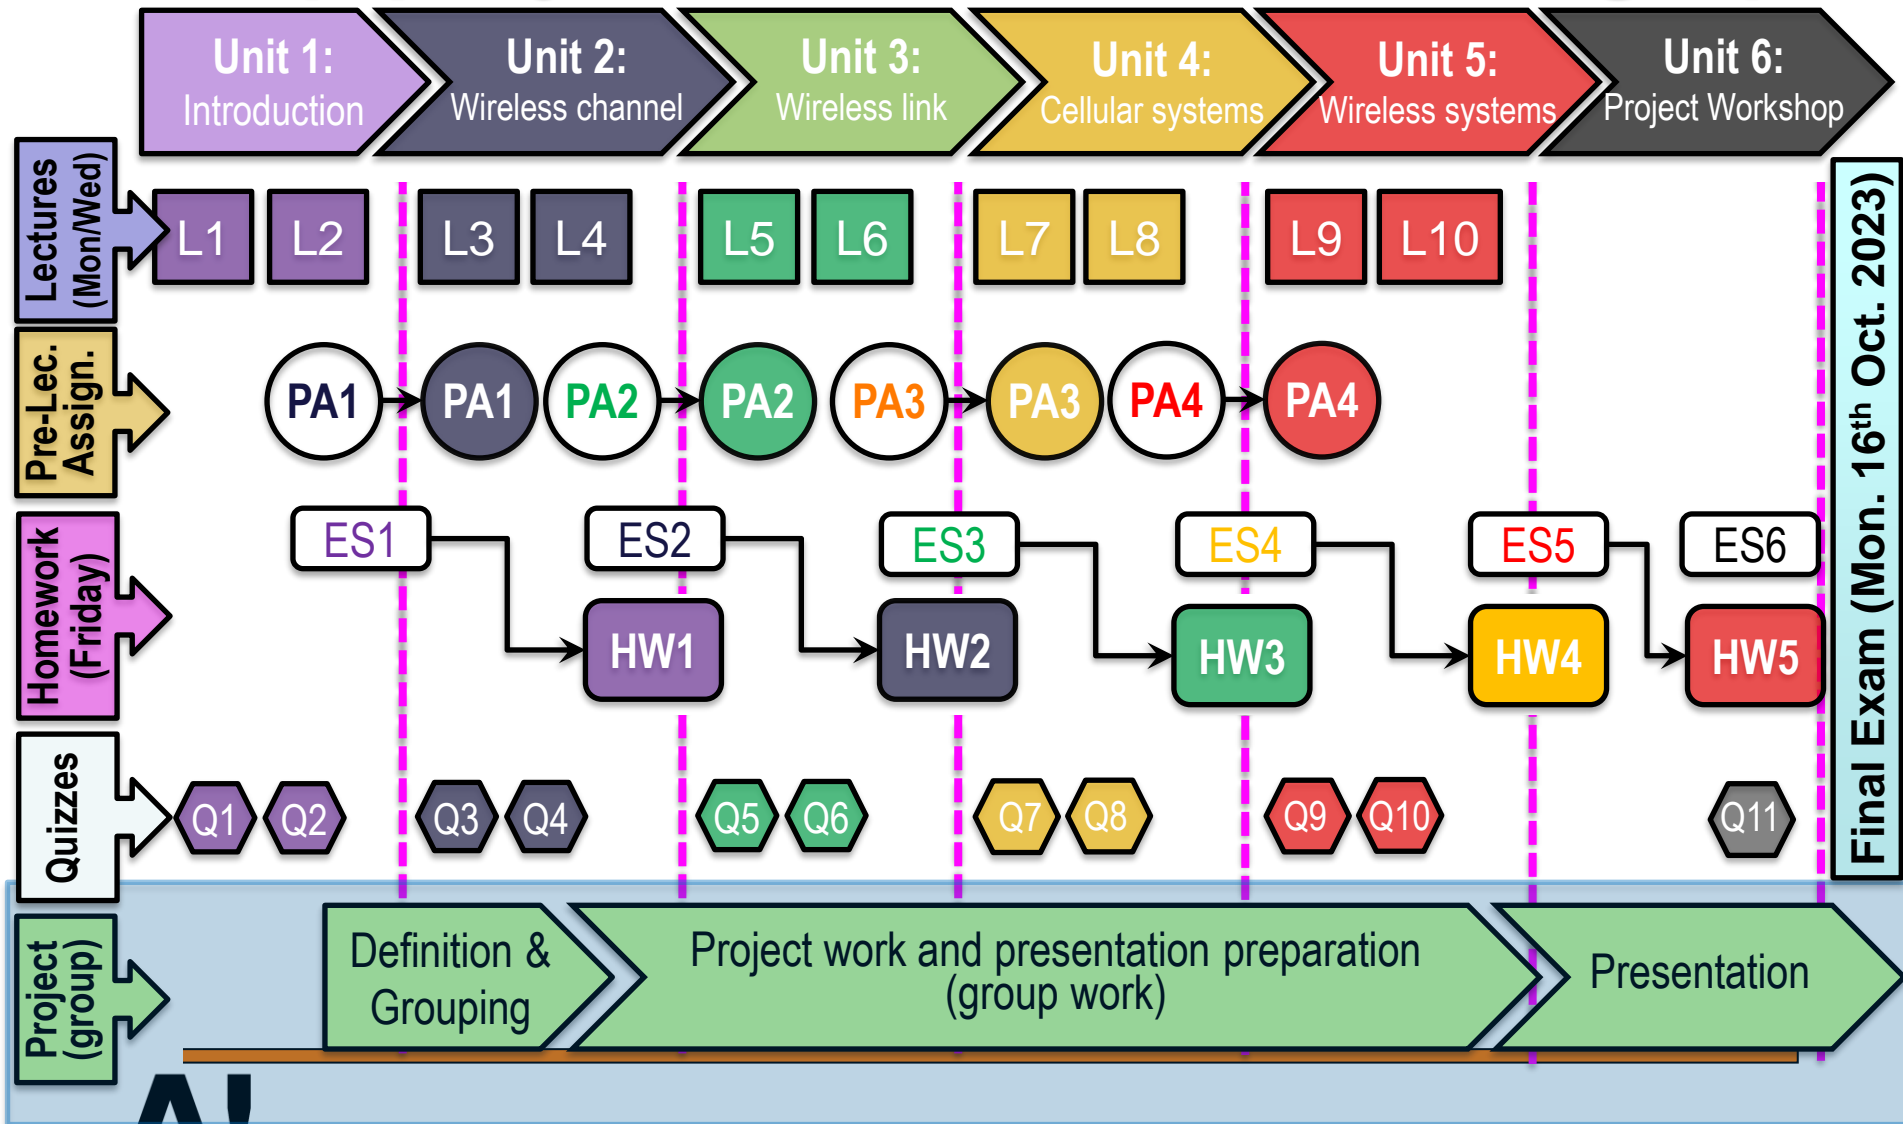 Unit 1:
Introduction
Unit 2:
Wireless channel
Unit 3:
Wireless link
Unit 4:
Cellular systems
Unit 5:
Wireless systems
Unit 6:
Project Workshop
Lectures
(Mon/Wed)
L1
L2
L3
L4
L5
L6
L7
L8
L9
L10
Pre-Lec.
Assign.
PA1
PA1
PA2
PA2
PA3
PA3
PA4
PA4
Homework
(Friday)
ES1
ES2
ES3
ES4
ES5
ES6
HW1
HW2
HW3
HW4
HW5
Quizzes
Q1
Q2
Q3
Q4
Q5
Q6
Q7
Q8
Q9
Q10
Q11
Final Exam (Mon. 16th Oct. 2023)
Project
(group)
Definition &
Grouping
Project work and presentation preparation
(group work)
Presentation